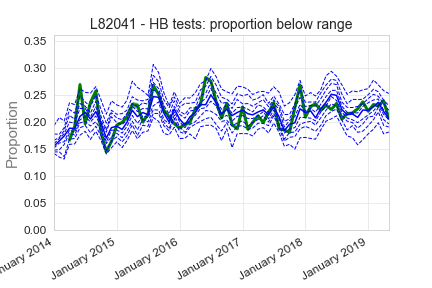 L82041 - HB tests: proportion below range
Proportion
0.35
0.30
0.25
0.20
0.15
0.10
0.05
0.00
January 2015
January 2016
January 2017
January 2018
January 2019
2014